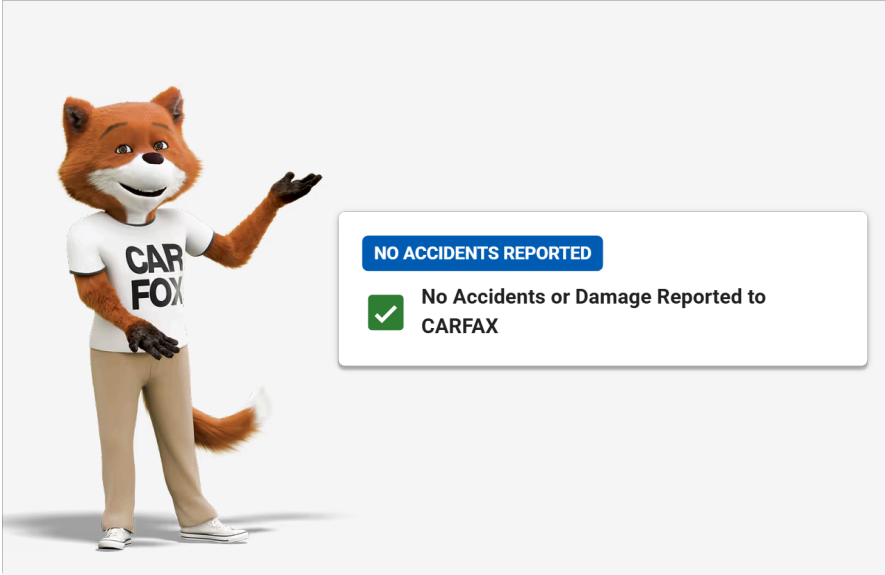 CAR
FOX
NO ACCIDENTS REPORTED
No Accidents or Damage Reported to
CARFAX